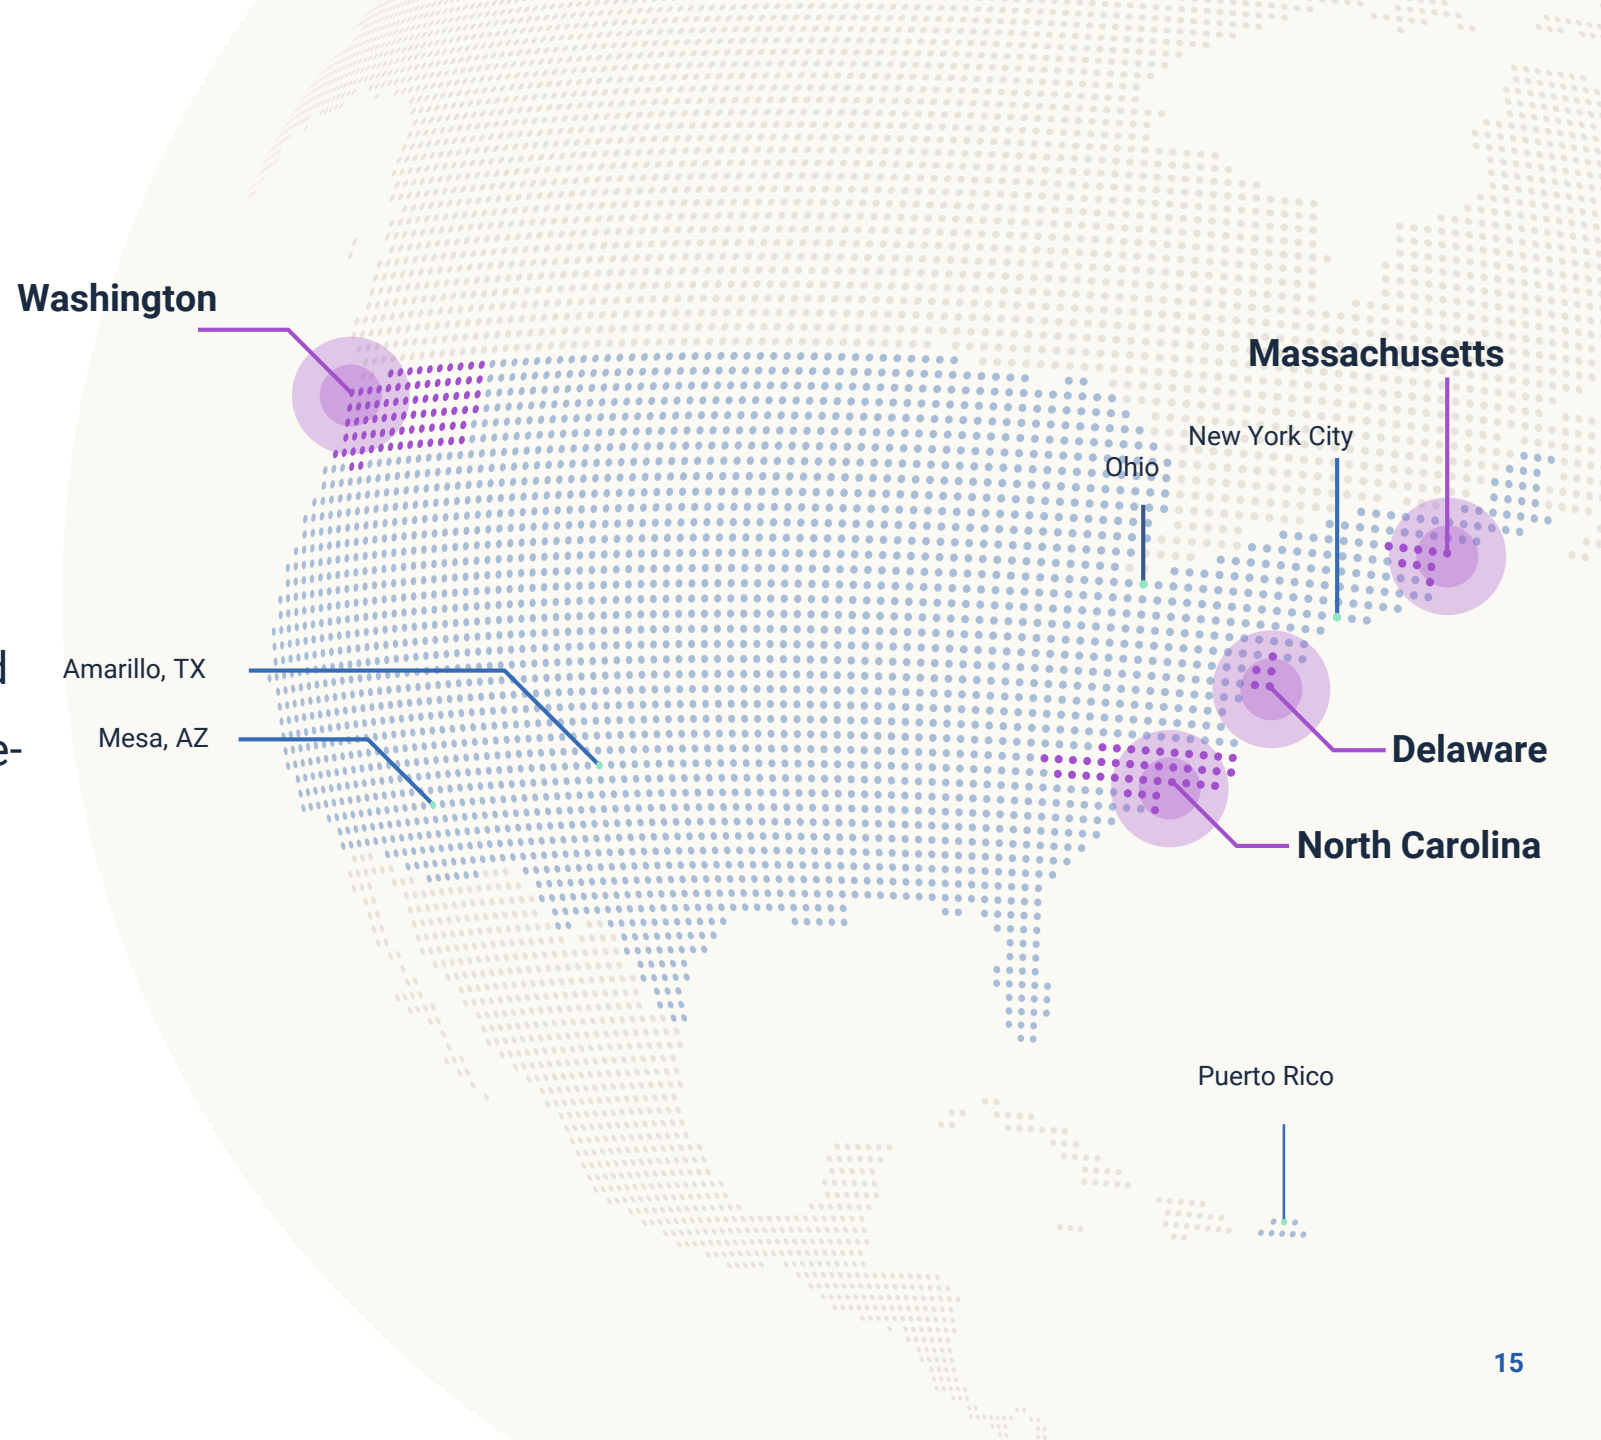 Washington
Massachusetts
New York City
Ohio
d
Amarillo, TX
e-
Mesa, AZ
Delaware
North Carolina
Puerto Rico
15